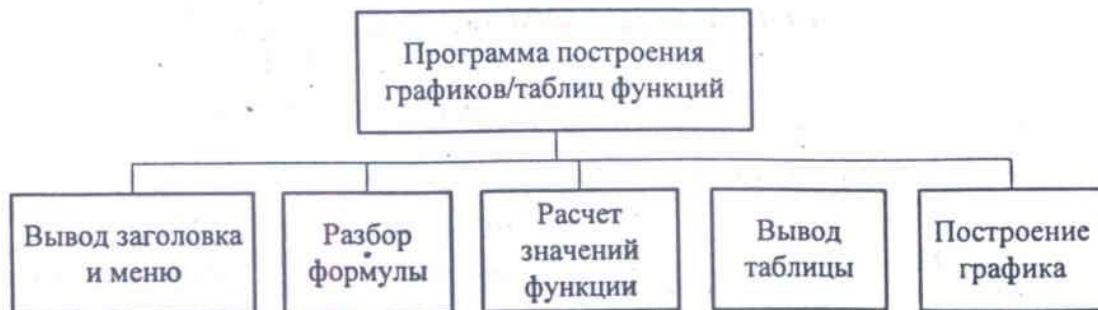 Программа построения
графиков/таблиц функций
Вывод заголовка
и меню
Разбор
формулы
Расчет
значений
функции
Вывод
таблицы
Построение
графика